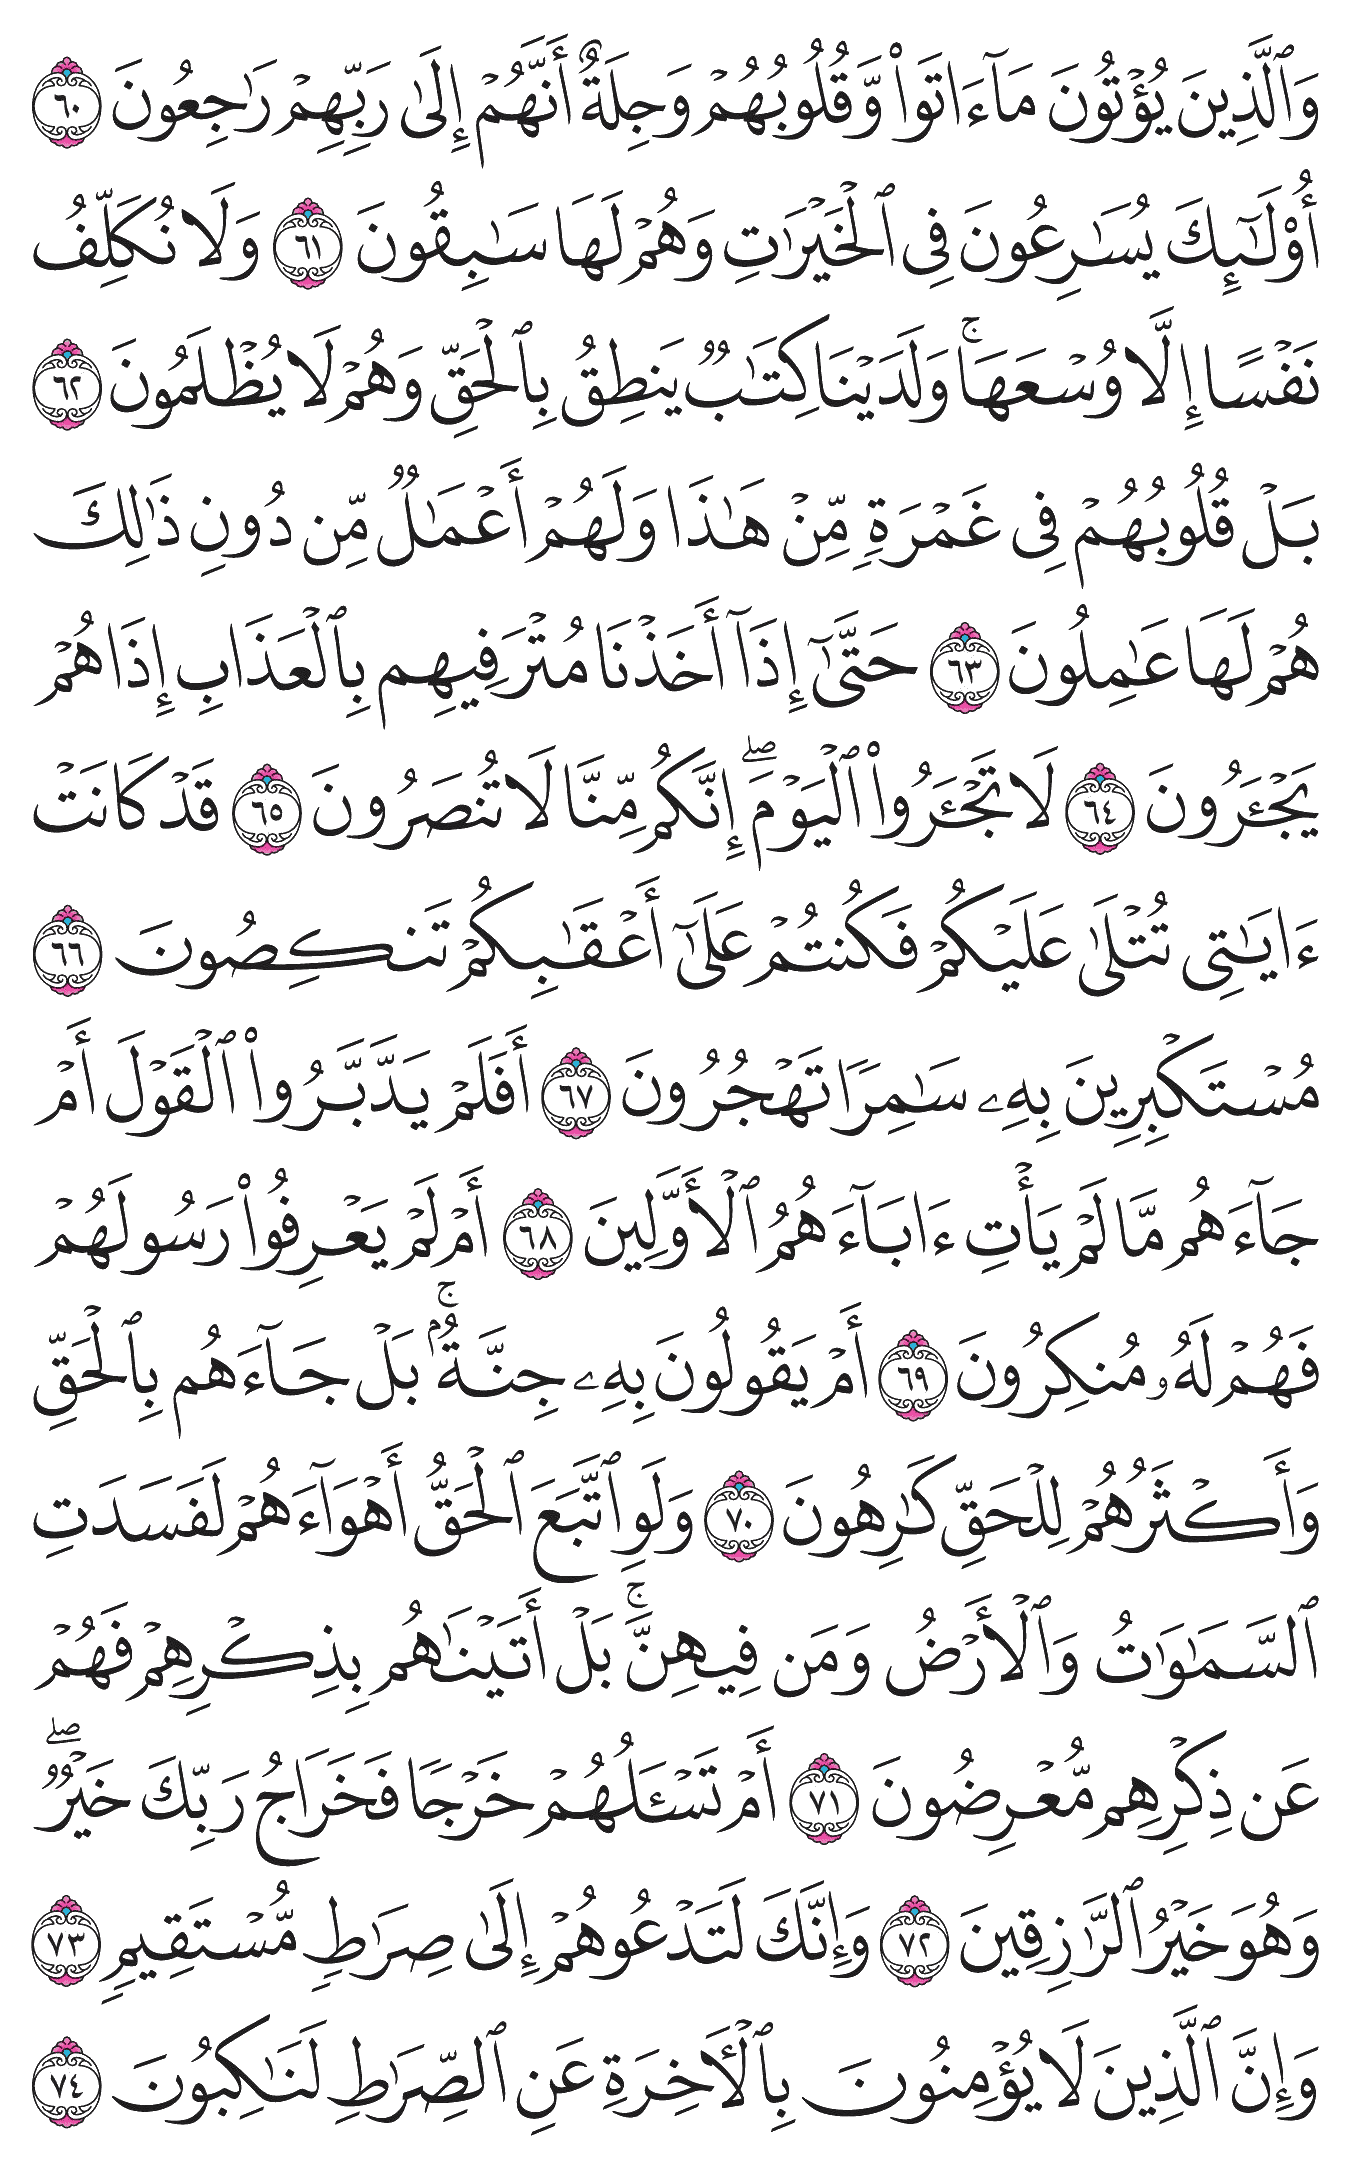 وَٱلَّذِينَ يُؤۡتُونَ مَآ ءَاتَواْ وَّقُلُوبُهُمۡ وَجِلَةٌ أَنَّهُمۡ إِلَىٰ رَبِّهِمۡ رَٰجِعُونَ ٦٠
أُوْلَٰٓئِكَ يُسَٰرِعُونَ فِي ٱلۡخَيۡرَٰتِ وَهُمۡ لَهَا سَٰبِقُونَ ٦١ وَلَا نُكَلِّفُ
نَفۡسًا إِلَّا وُسۡعَهَاۚ وَلَدَيۡنَا كِتَٰبٞ يَنطِقُ بِٱلۡحَقِّ وَهُمۡ لَا يُظۡلَمُونَ ٦٢
بَلۡ قُلُوبُهُمۡ فِي غَمۡرَةٖ مِّنۡ هَٰذَا وَلَهُمۡ أَعۡمَٰلٞ مِّن دُونِ ذَٰلِكَ
هُمۡ لَهَا عَٰمِلُونَ ٦٣ حَتَّىٰٓ إِذَآ أَخَذۡنَا مُتۡرَفِيهِم بِٱلۡعَذَابِ إِذَا هُمۡ
يَجۡـَٔرُونَ ٦٤ لَا تَجۡـَٔرُواْ ٱلۡيَوۡمَۖ إِنَّكُم مِّنَّا لَا تُنصَرُونَ ٦٥ قَدۡ كَانَتۡ
ءَايَٰتِي تُتۡلَىٰ عَلَيۡكُمۡ فَكُنتُمۡ عَلَىٰٓ أَعۡقَٰبِكُمۡ تَنكِصُونَ ٦٦
مُسۡتَكۡبِرِينَ بِهِۦ سَٰمِرٗا تَهۡجُرُونَ ٦٧ أَفَلَمۡ يَدَّبَّرُواْ ٱلۡقَوۡلَ أَمۡ
جَآءَهُم مَّا لَمۡ يَأۡتِ ءَابَآءَهُمُ ٱلۡأَوَّلِينَ ٦٨ أَمۡ لَمۡ يَعۡرِفُواْ رَسُولَهُمۡ
فَهُمۡ لَهُۥ مُنكِرُونَ ٦٩ أَمۡ يَقُولُونَ بِهِۦ جِنَّةُۢۚ بَلۡ جَآءَهُم بِٱلۡحَقِّ
وَأَكۡثَرُهُمۡ لِلۡحَقِّ كَٰرِهُونَ ٧٠ وَلَوِ ٱتَّبَعَ ٱلۡحَقُّ أَهۡوَآءَهُمۡ لَفَسَدَتِ
ٱلسَّمَٰوَٰتُ وَٱلۡأَرۡضُ وَمَن فِيهِنَّۚ بَلۡ أَتَيۡنَٰهُم بِذِكۡرِهِمۡ فَهُمۡ
عَن ذِكۡرِهِم مُّعۡرِضُونَ ٧١ أَمۡ تَسۡـَٔلُهُمۡ خَرۡجٗا فَخَرَاجُ رَبِّكَ خَيۡرٞۖ
وَهُوَ خَيۡرُ ٱلرَّٰزِقِينَ ٧٢ وَإِنَّكَ لَتَدۡعُوهُمۡ إِلَىٰ صِرَٰطٖ مُّسۡتَقِيمٖ ٧٣
وَإِنَّ ٱلَّذِينَ لَا يُؤۡمِنُونَ بِٱلۡأٓخِرَةِ عَنِ ٱلصِّرَٰطِ لَنَٰكِبُونَ ٧٤